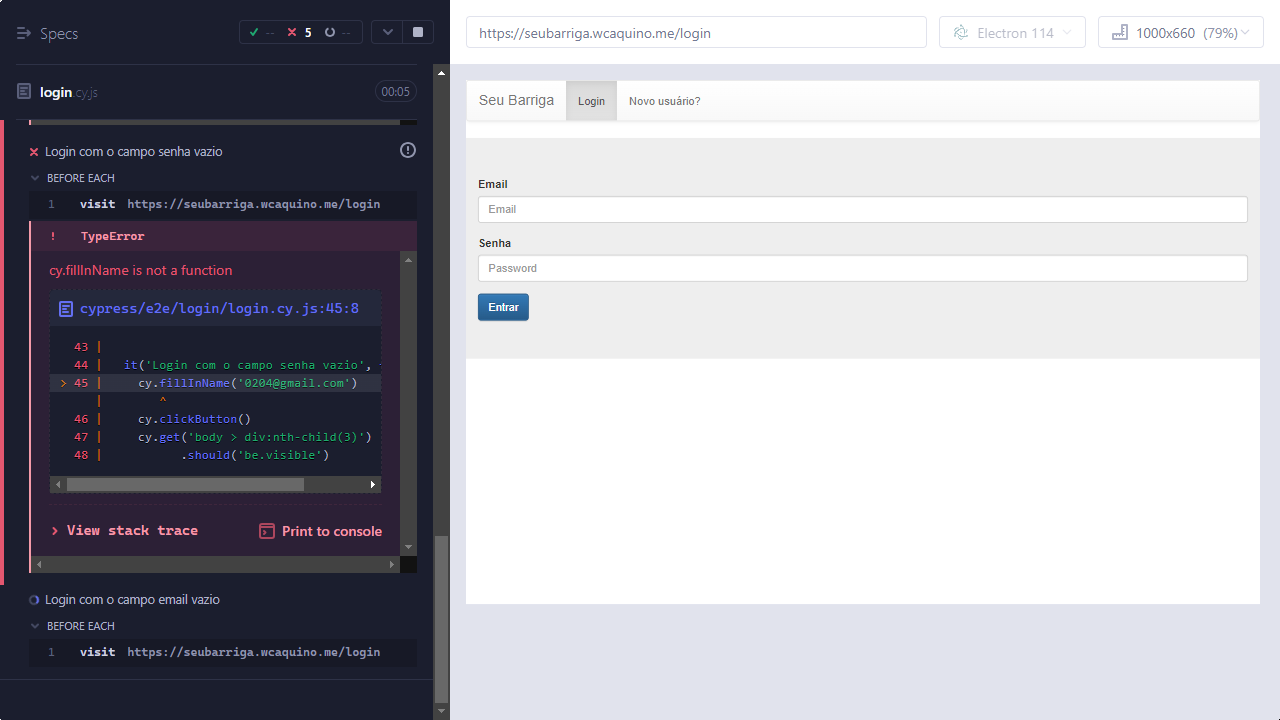 Specs
-- 5 --
login.cy.js 00:05
Login com o campo senha vazio
BEFORE EACH
1 visit https://seubarriga.wcaquino.me/login
! TypeError
cy.fillInName is not a function
cypress/e2e/login/login.cy.js:45:8
43 |
44 | it('Login com o campo senha vazio',
> 45 | cy.fillInName('0204@gmail.com')
| ^
46 | cy.clickButton()
47 | cy.get('body > div:nth-child(3)')
48 | .should('be.visible')
> View stack trace Print to console
Login com o campo email vazio
BEFORE EACH
1 visit https://seubarriga.wcaquino.me/login
https://seubarriga.wcaquino.me/login Electron 114 1000x660 (79%)
Seu Barriga Login Novo usuário?
Email
Email
Senha
Password
Entrar